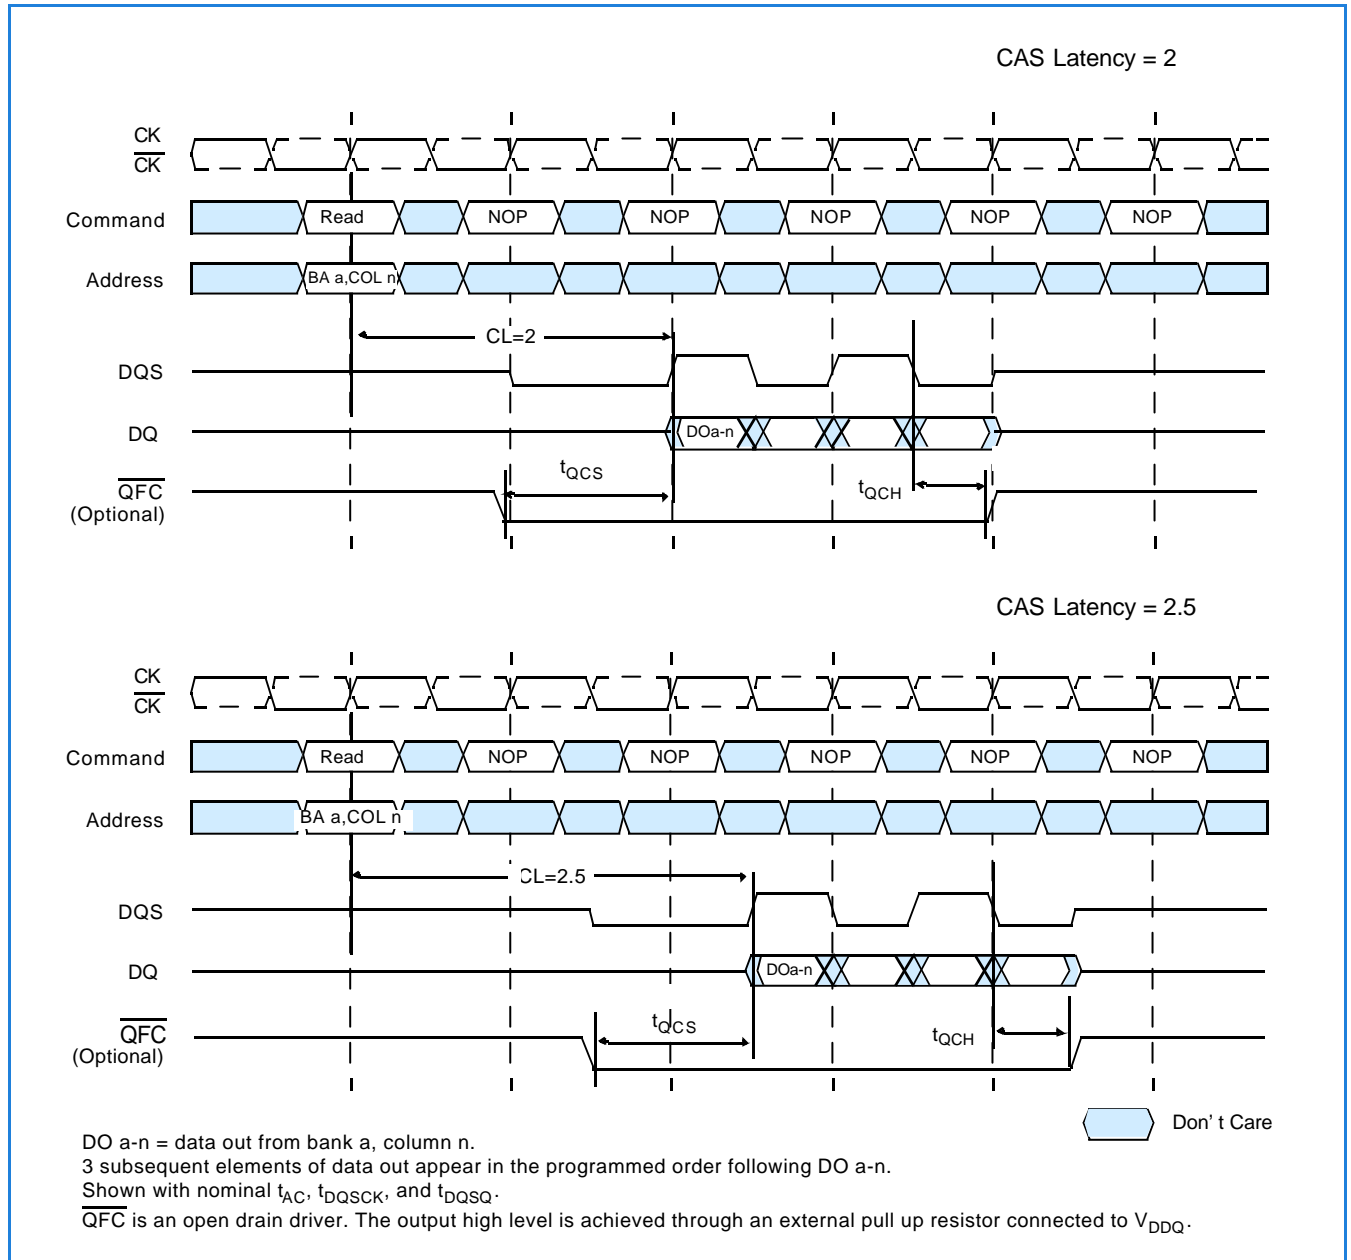 CAS Latency = 2
CK
CK
Command Read NOP NOP NOP NOP NOP
Address BA a,COL n
CL=2
DQS
DQ DOa-n
QFC tQCS tQCH
(Optional)
CAS Latency = 2.5
CK
CK
Command Read NOP NOP NOP NOP NOP
Address BA a,COL n
CL=2.5
DQS
DQ DOa-n
QFC tQCS tQCH
(Optional)
Don' t Care
DO a-n = data out from bank a, column n.
3 subsequent elements of data out appear in the programmed order following DO a-n.
Shown with nominal tAC, tDQSCK, and tDQSQ.
QFC is an open drain driver. The output high level is achieved through an external pull up resistor connected to VDDQ.